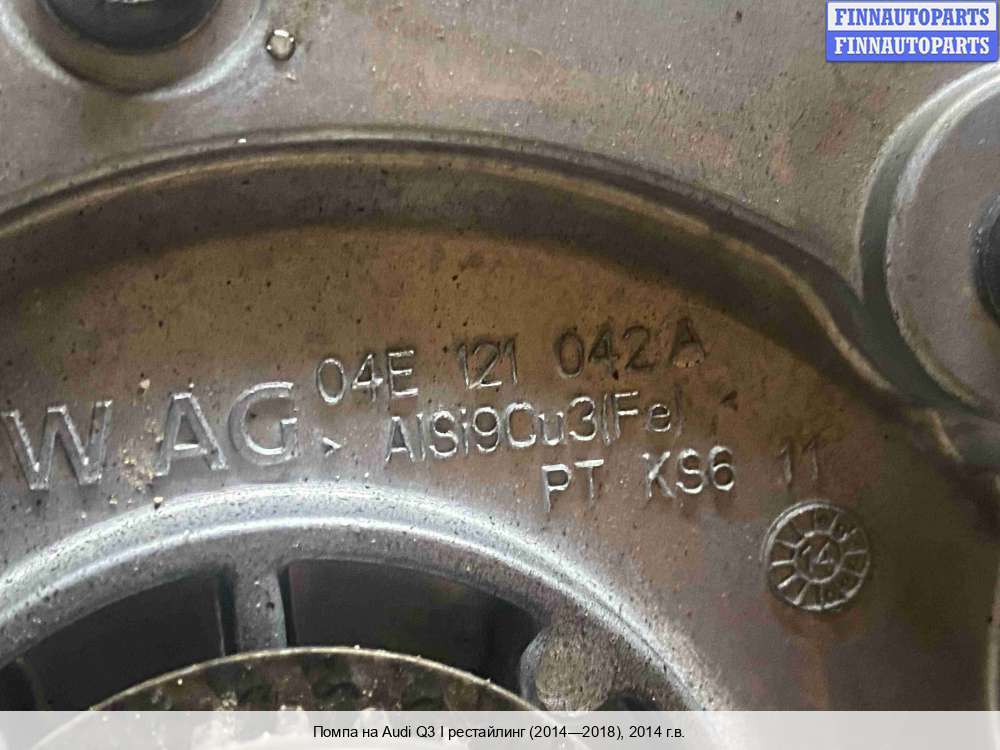 FINNAUTOPARTS
FINNAUTOPARTS
04E 121 042 A
W AG
> AlSi9Cu3(Fe)
PT KS6 11
14
Помпа на Audi Q3 I рестайлинг (2014—2018), 2014 г.в.